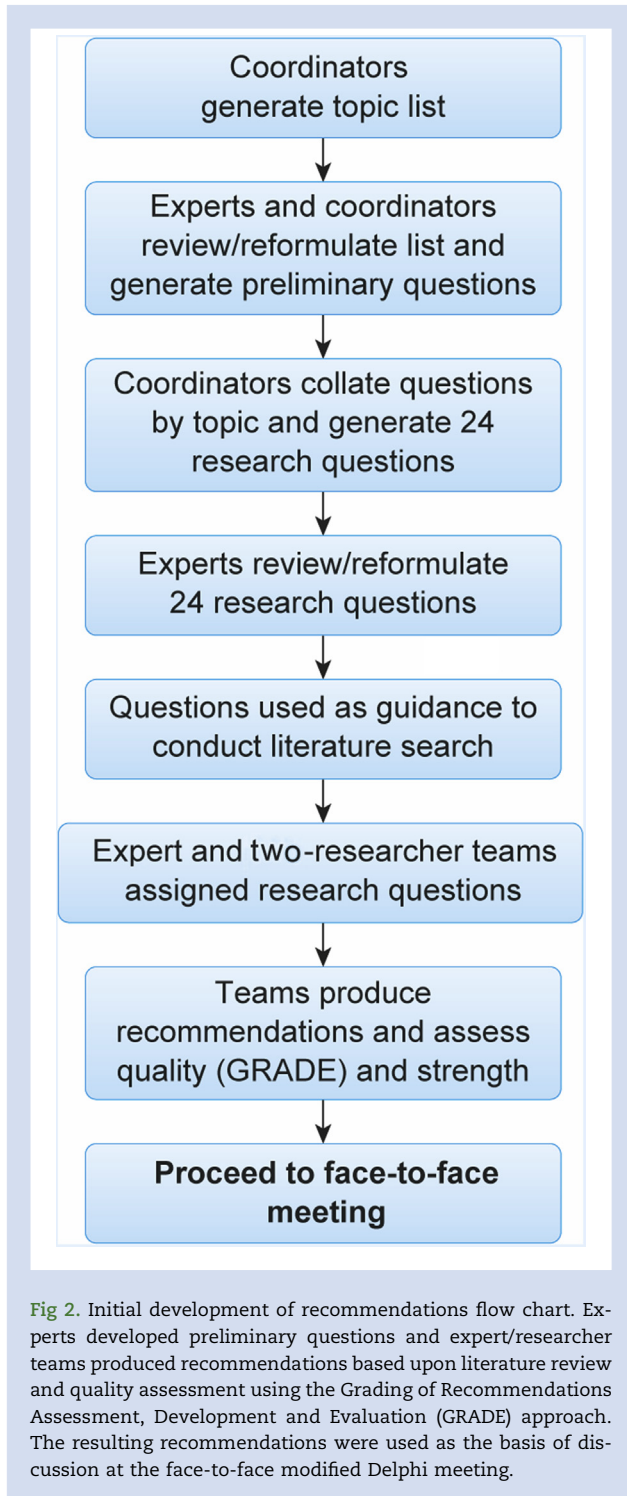 Coordinators
generate topic list
Experts and coordinators
review/reformulate list and
generate preliminary questions
Coordinators collate questions
by topic and generate 24
research questions
Experts review/reformulate
24 research questions
Questions used as guidance to
conduct literature search
Expert and two-researcher teams
assigned research questions
Teams produce
recommendations and assess
quality (GRADE) and strength
Proceed to face-to-face
meeting
Fig 2. Initial development of recommendations flow chart. Ex-
perts developed preliminary questions and expert/researcher
teams produced recommendations based upon literature review
and quality assessment using the Grading of Recommendations
Assessment, Development and Evaluation (GRADE) approach.
The resulting recommendations were used as the basis of dis-
cussion at the face-to-face modified Delphi meeting.